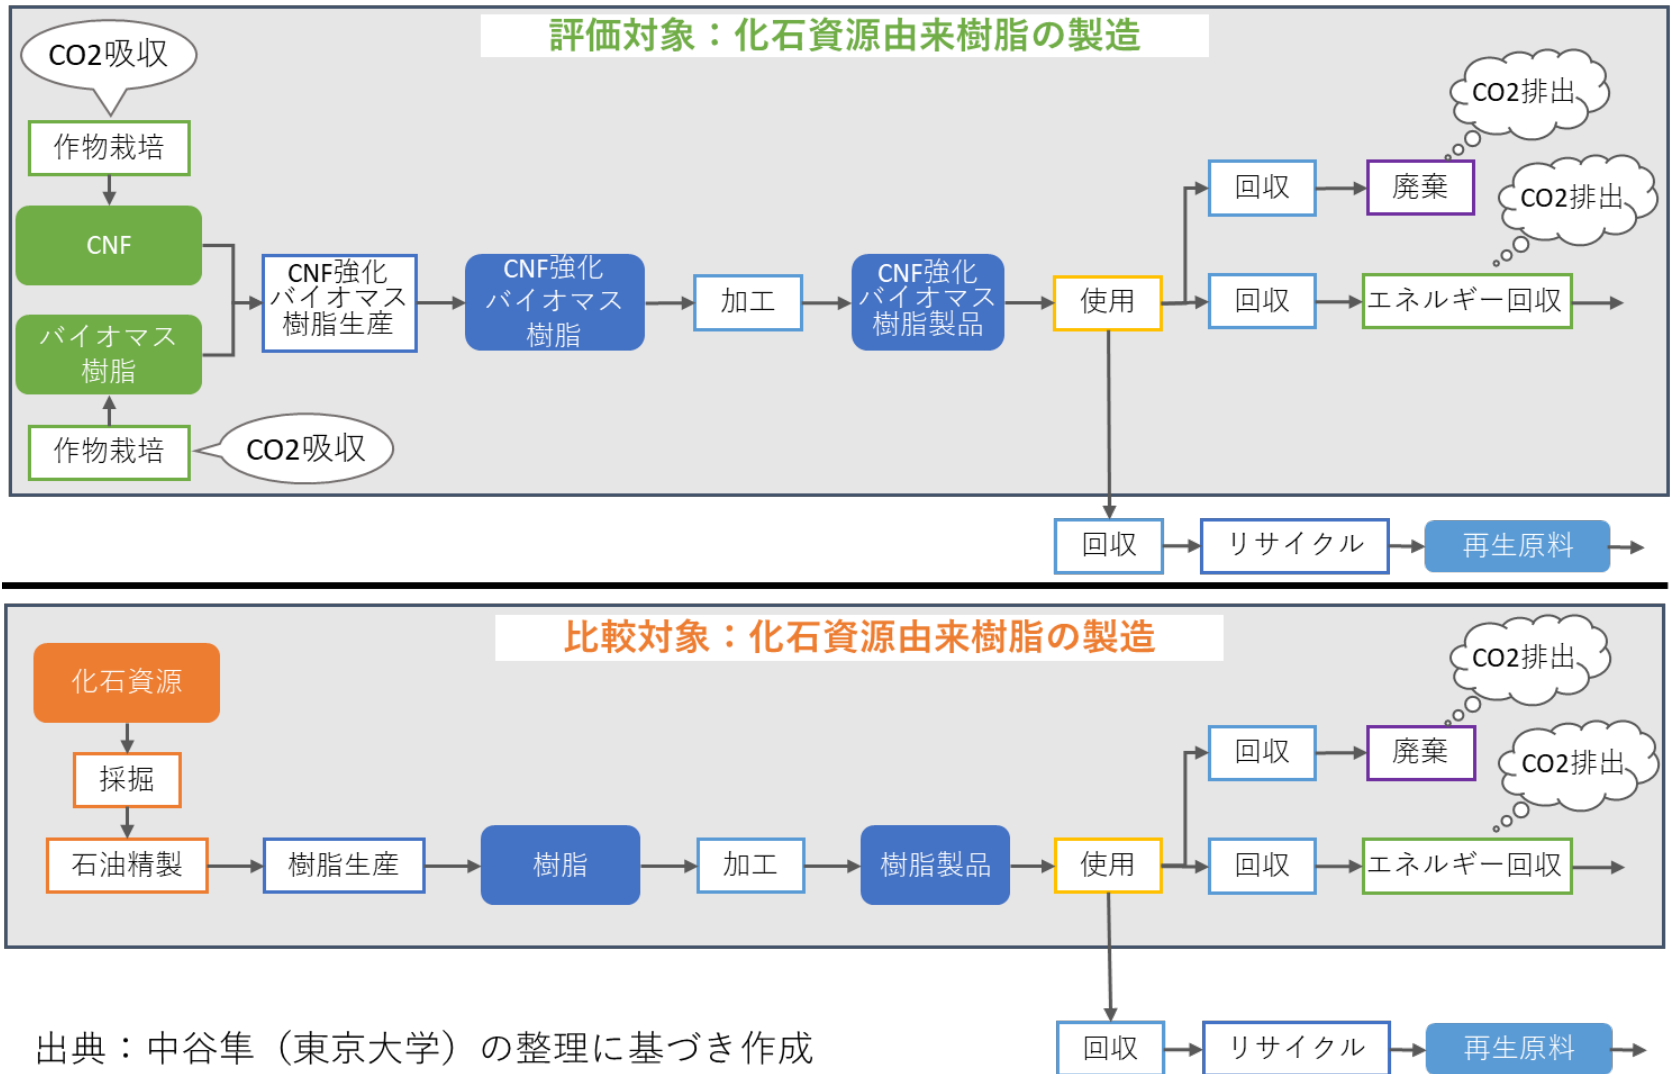 評価対象：化石資源由来樹脂の製造
CO2吸収
作物栽培
CNF
バイオマス
樹脂
作物栽培
CO2吸収
CNF強化
バイオマス
樹脂生産
CNF強化
バイオマス
樹脂
加工
CNF強化
バイオマス
樹脂製品
使用
回収
廃棄
CO2排出
回収
エネルギー回収
CO2排出
回収
リサイクル
再生原料
比較対象：化石資源由来樹脂の製造
化石資源
採掘
石油精製
樹脂生産
樹脂
加工
樹脂製品
使用
回収
廃棄
CO2排出
回収
エネルギー回収
CO2排出
回収
リサイクル
再生原料
出典：中谷隼（東京大学）の整理に基づき作成